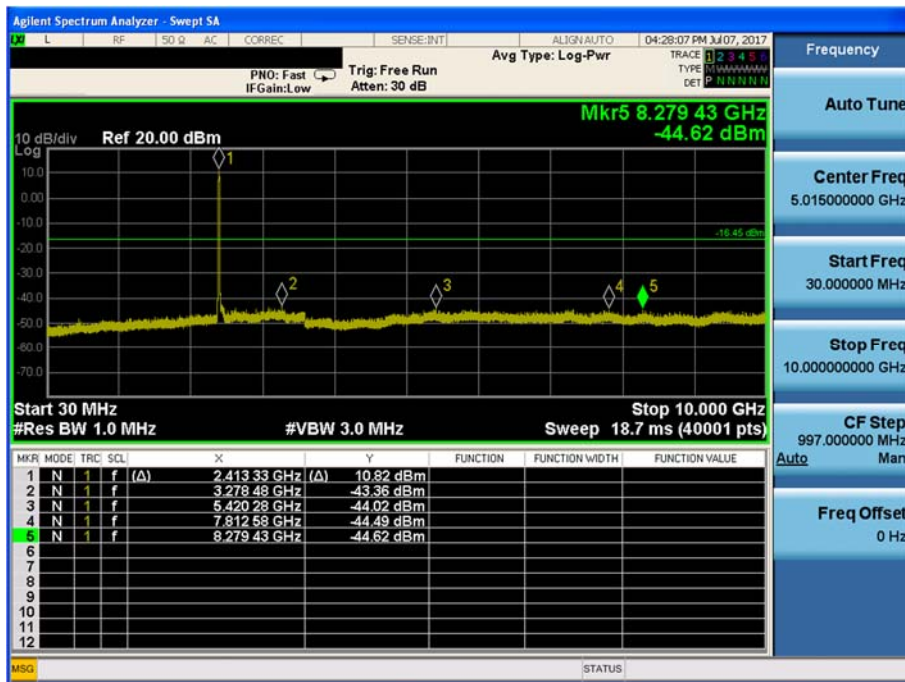 Agilent Spectrum Analyzer - Swept SA
LXI L RF 50 Ω AC CORREC SENSE:INT ALIGN AUTO 04:28:07 PM Jul 07, 2017
Frequency
Avg Type: Log-Pwr
TRACE 1 2 3 4 5 6
TYPE M
DET P N N N N N
PNO: Fast
IFGain:Low
Trig: Free Run
Atten: 30 dB
Auto Tune
Mkr5 8.279 43 GHz
-44.62 dBm
10 dB/div
Log
Ref 20.00 dBm
10.0
0.00
-10.0
-20.0
-30.0
-40.0
-50.0
-60.0
-70.0
1
2
3
4
5
-16.45 dBm
Center Freq
5.015000000 GHz
Start Freq
30.000000 MHz
Stop Freq
10.000000000 GHz
Start 30 MHz
Stop 10.000 GHz
#Res BW 1.0 MHz
#VBW 3.0 MHz
Sweep 18.7 ms (40001 pts)
CF Step
997.000000 MHz
Auto Man
Freq Offset
0 Hz
MKR MODE TRC SCL X Y FUNCTION FUNCTION WIDTH FUNCTION VALUE
1 N 1 f (Δ) 2.413 33 GHz (Δ) 10.82 dBm
2 N 1 f 3.278 48 GHz -43.36 dBm
3 N 1 f 5.420 28 GHz -44.02 dBm
4 N 1 f 7.812 58 GHz -44.49 dBm
5 N 1 f 8.279 43 GHz -44.62 dBm
6
7
8
9
10
11
12
MSG
STATUS